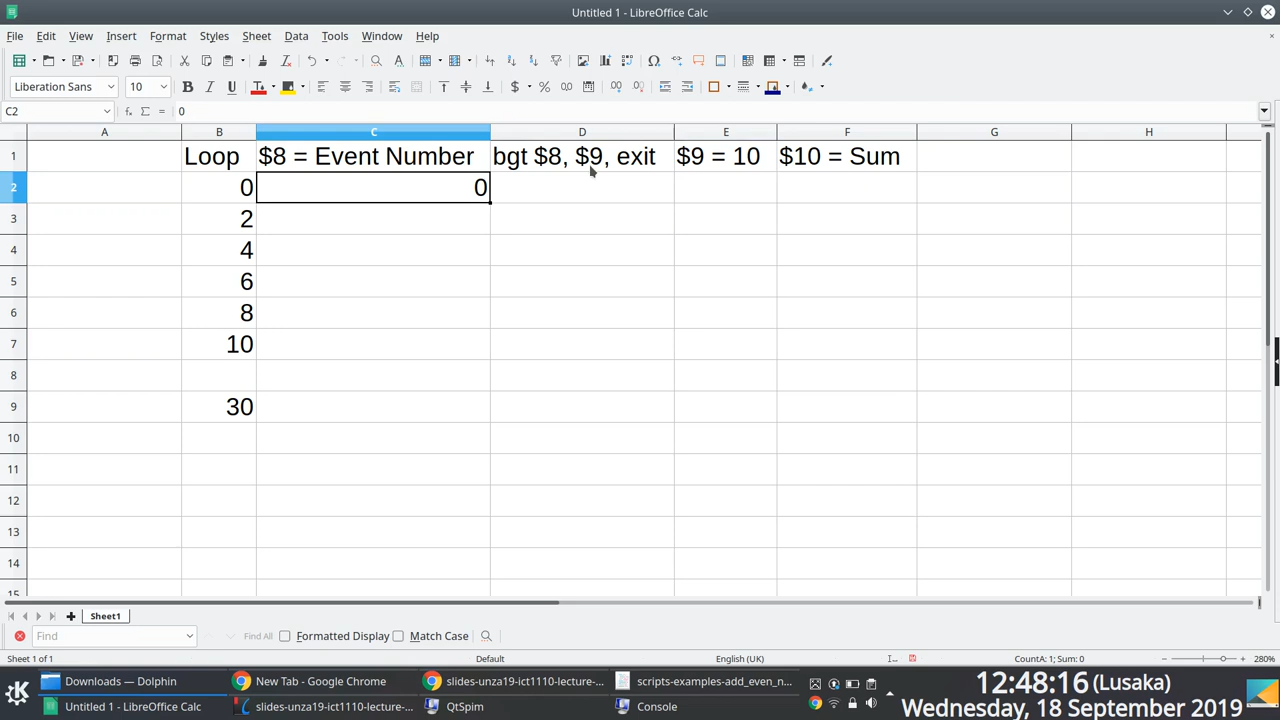 Untitled 1 - LibreOffice Calc
File Edit View Insert Format Styles Sheet Data Tools Window Help
Liberation Sans 10
C2 0
A B C D E F G H
1 Loop $8 = Event Number bgt $8, $9, exit $9 = 10 $10 = Sum
2 0 0
3 2
4 4
5 6
6 8
7 10
8
9 30
10
11
12
13
14
15
Sheet1
Find Find All Formatted Display Match Case
Sheet 1 of 1 Default English (UK) CountA: 1; Sum: 0 280%
Downloads — Dolphin New Tab - Google Chrome slides-unza19-ict1110-lecture-... scripts-examples-add_even_n... 12:48:16 (Lusaka)
Untitled 1 - LibreOffice Calc slides-unza19-ict1110-lecture-... QtSpim Console Wednesday, 18 September 2019